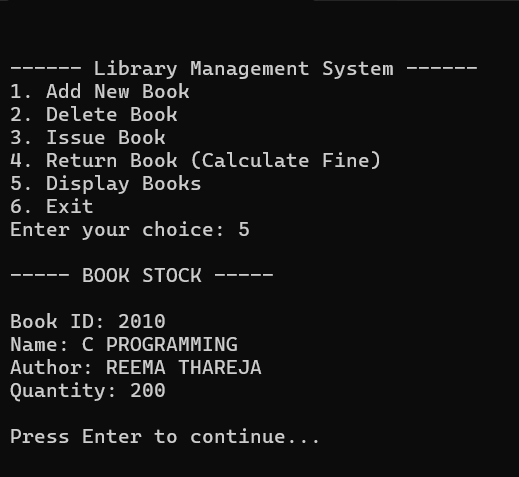 ------ Library Management System ------
1. Add New Book
2. Delete Book
3. Issue Book
4. Return Book (Calculate Fine)
5. Display Books
6. Exit
Enter your choice: 5
----- BOOK STOCK -----
Book ID: 2010
Name: C PROGRAMMING
Author: REEMA THAREJA
Quantity: 200
Press Enter to continue...